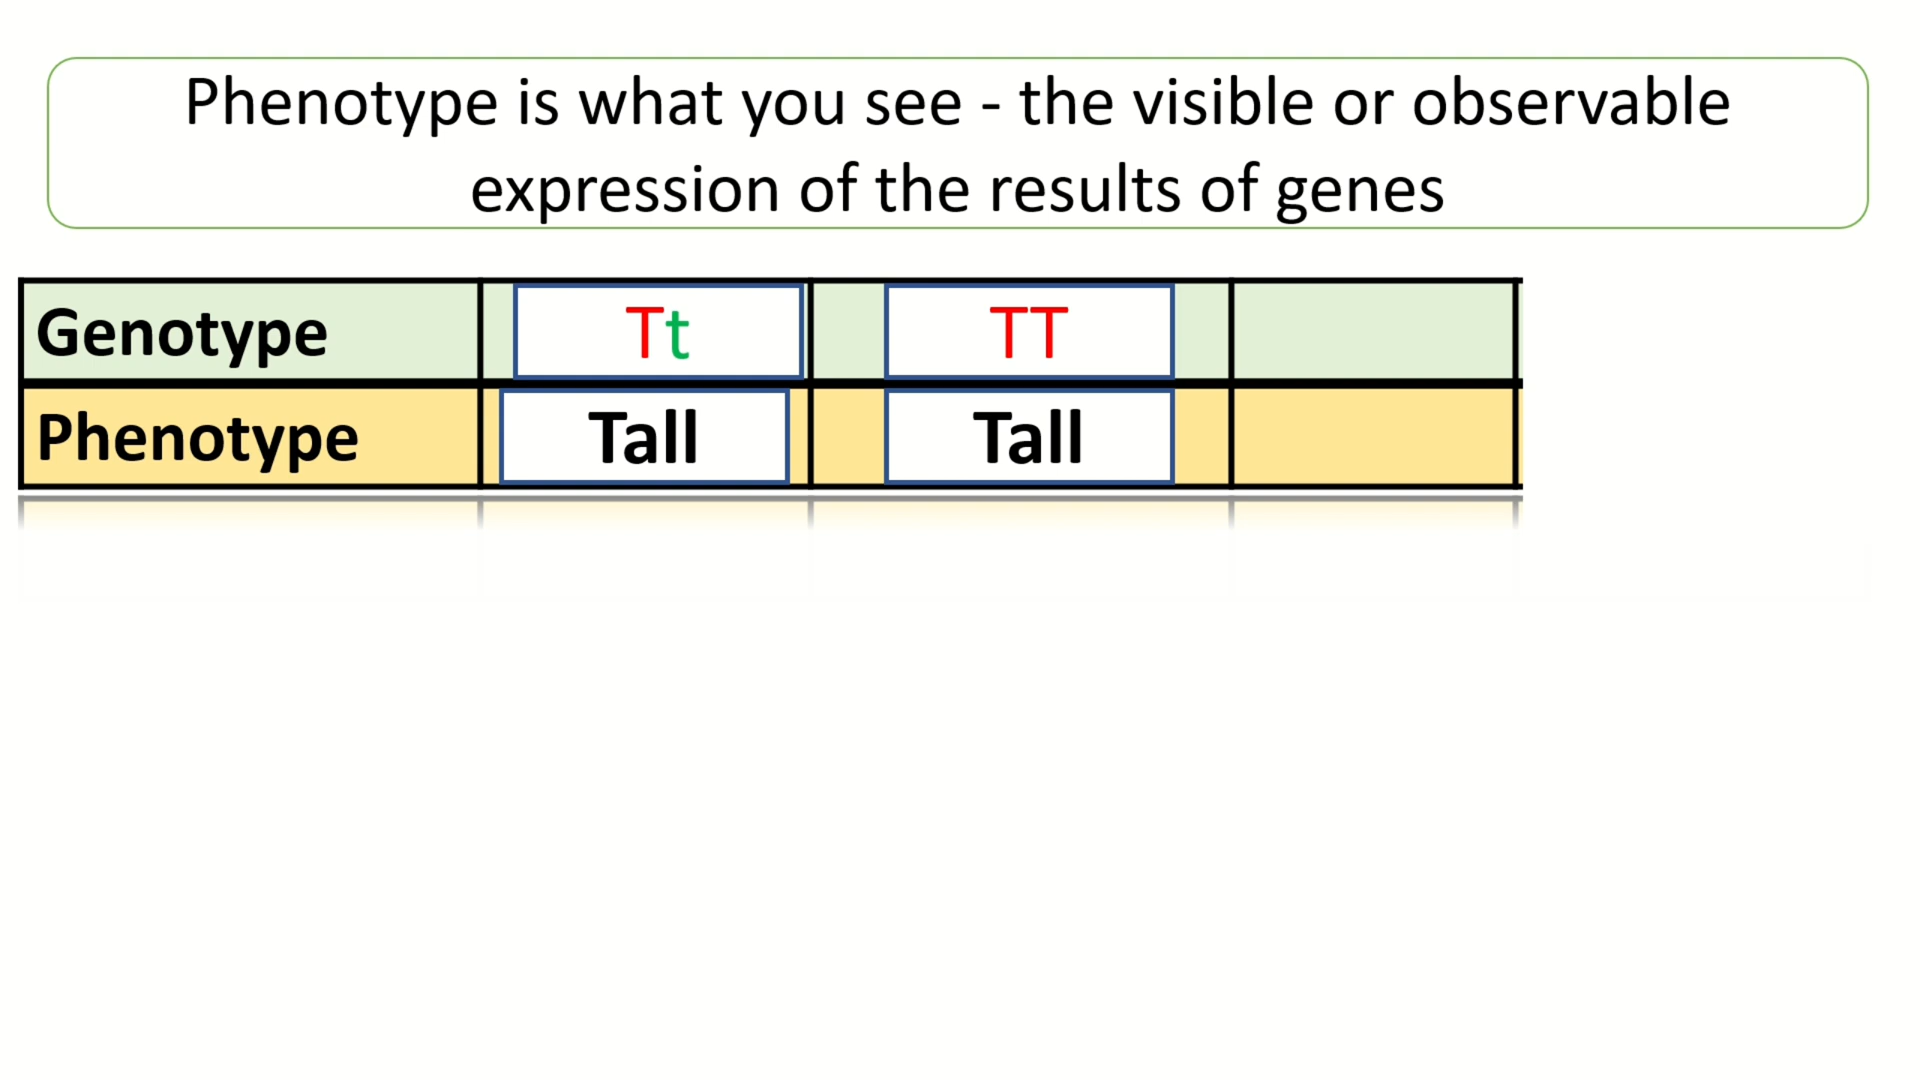 Phenotype is what you see - the visible or observable
expression of the results of genes
Genotype Tt TT
Phenotype Tall Tall